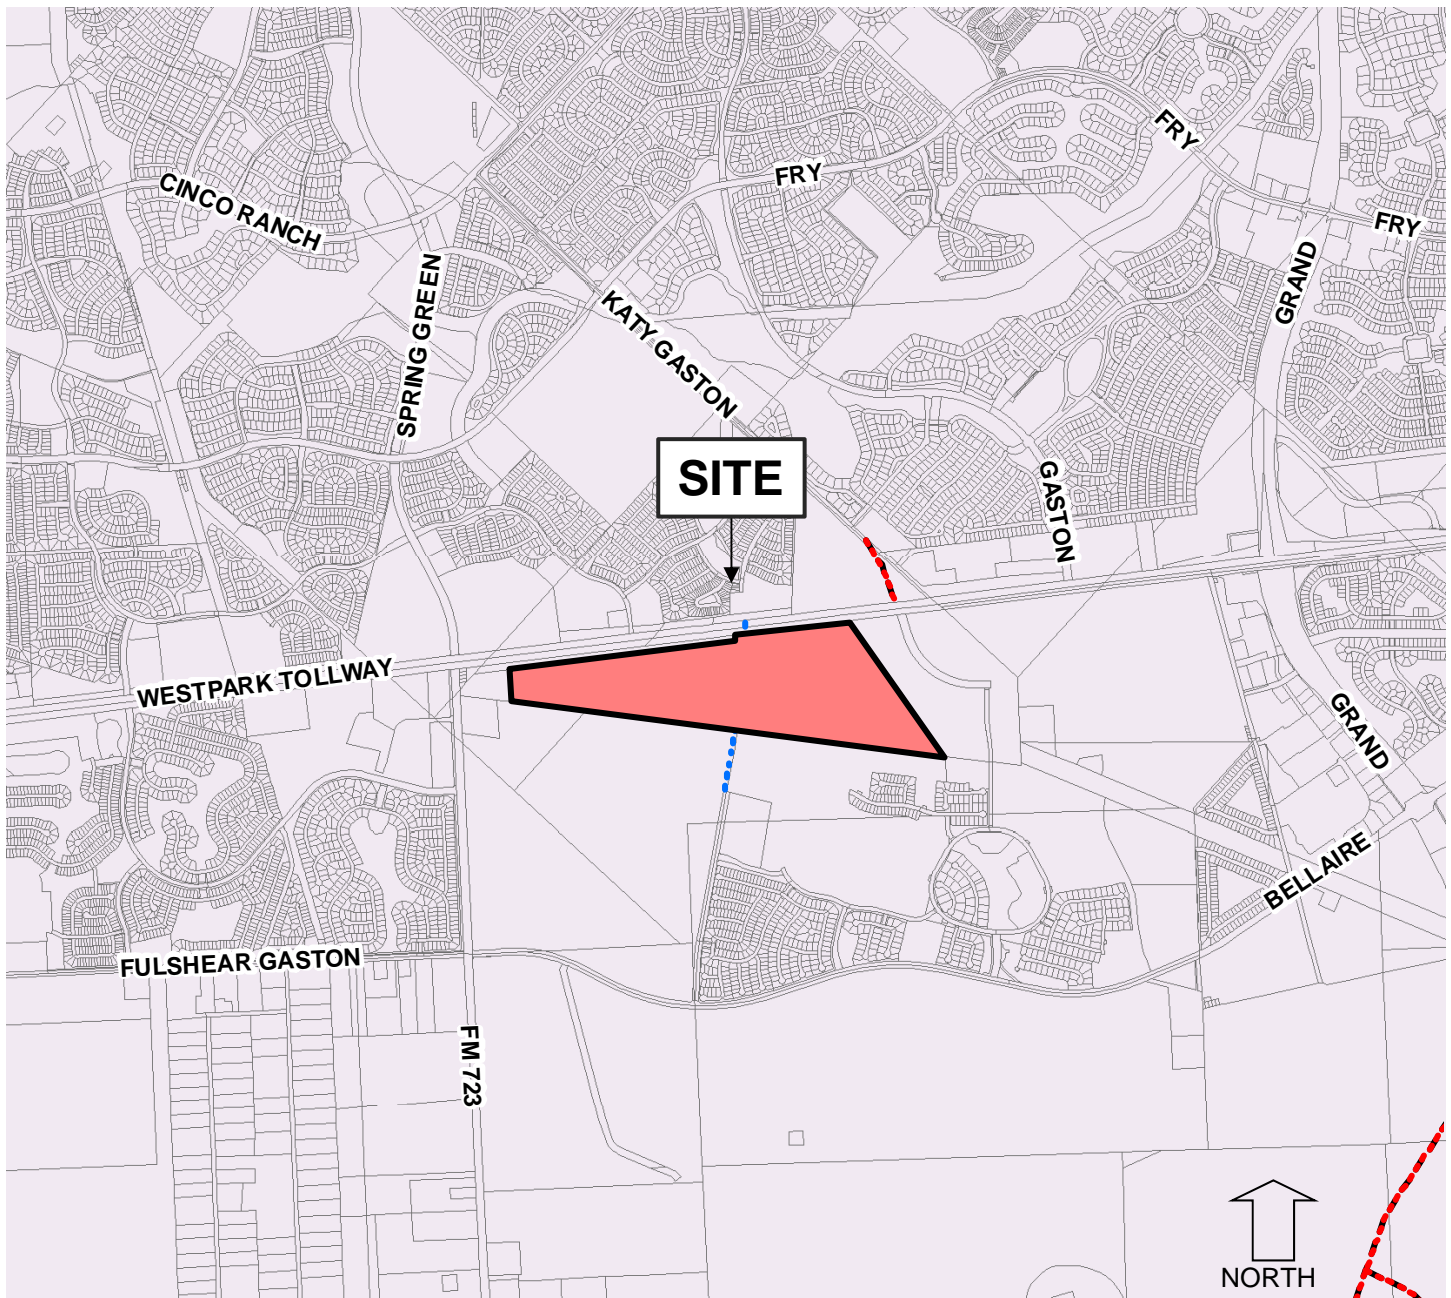 FRY
FRY
CINCO RANCH
FRY
GRAND
SPRING GREEN
KATY GASTON
SITE
GASTON
WESTPARK TOLLWAY
GRAND
BELLAIRE
FULSHEAR GASTON
FM 723
NORTH